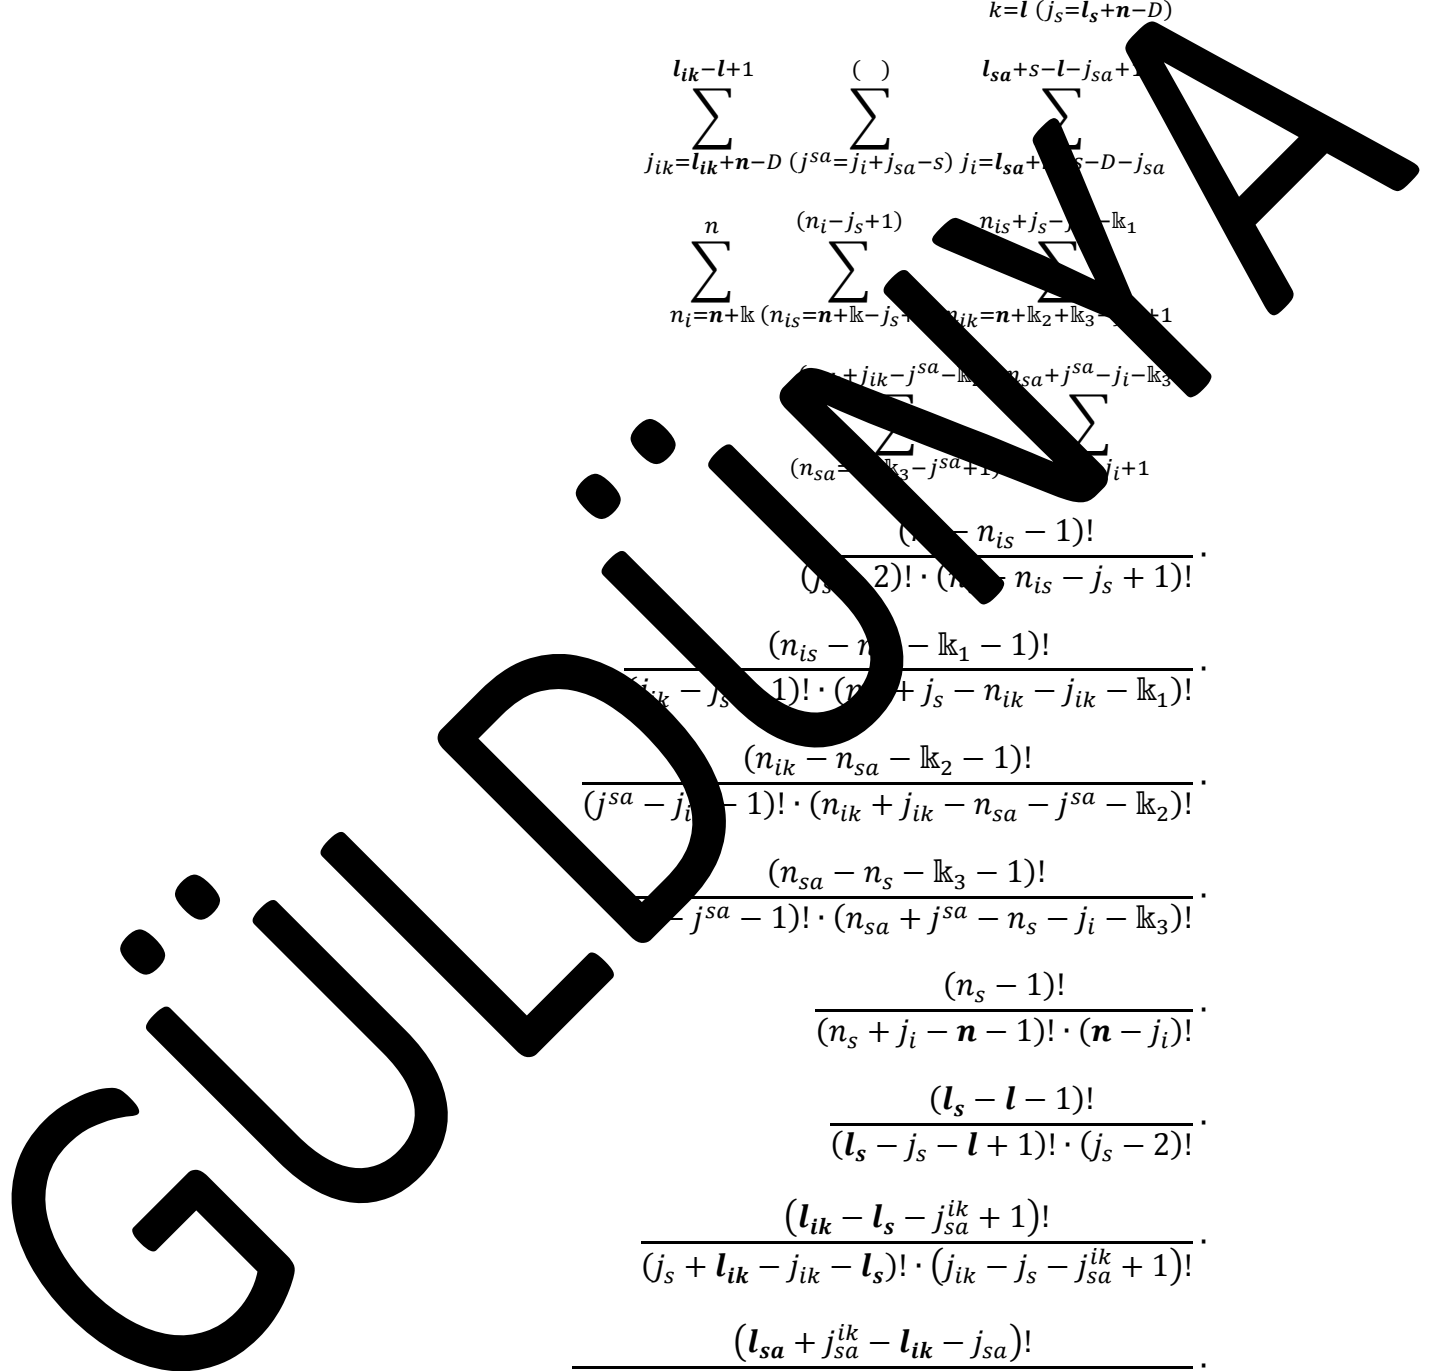 k=l (j_s=l_s+n−D)
l_ik−l+1 ( ) l_sa+s−l−j_sa+1
∑ ∑ ∑
j_ik=l_ik+n−D (j^sa=j_i+j_sa−s) j_i=l_sa+ s−D−j_sa
n (n_i−j_s+1) n_is+j_s− −𝕜_1
∑ ∑ ∑
n_i=n+𝕜 (n_is=n+𝕜−j_s+ n_ik=n+𝕜_2+𝕜_3− +1
+j_ik−j^sa−𝕜 n_sa+j^sa−j_i−𝕜_3
∑ ∑
(n_sa= 𝕜_3−j^sa+1) j_i+1
( − n_is − 1)!
(j_s 2)! · ( − n_is − j_s + 1)! ·
(n_is − − 𝕜_1 − 1)!
(j_ik − j_s 1)! · ( + j_s − n_ik − j_ik − 𝕜_1)! ·
(n_ik − n_sa − 𝕜_2 − 1)!
(j^sa − j_i − 1)! · (n_ik + j_ik − n_sa − j^sa − 𝕜_2)! ·
(n_sa − n_s − 𝕜_3 − 1)!
− j^sa − 1)! · (n_sa + j^sa − n_s − j_i − 𝕜_3)! ·
(n_s − 1)!
(n_s + j_i − n − 1)! · (n − j_i)! ·
(l_s − l − 1)!
(l_s − j_s − l + 1)! · (j_s − 2)! ·
(l_ik − l_s − j_sa^ik + 1)!
(j_s + l_ik − j_ik − l_s)! · (j_ik − j_s − j_sa^ik + 1)! ·
(l_sa + j_sa^ik − l_ik − j_sa)! ·
GÜLDÜNYA